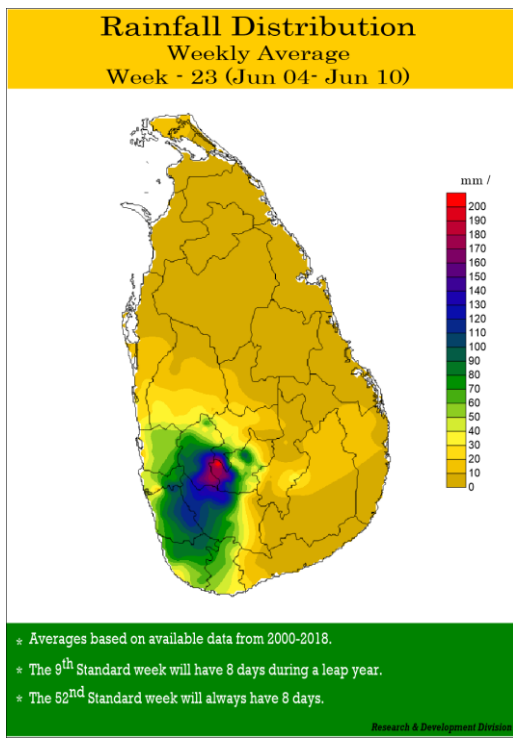 Rainfall Distribution
Weekly Average
Week - 23 (Jun 04- Jun 10)
mm /
200
190
180
170
160
150
140
130
120
110
100
90
80
70
60
50
40
30
20
10
0
* Averages based on available data from 2000-2018.
* The 9th Standard week will have 8 days during a leap year.
* The 52nd Standard week will always have 8 days.
Research & Development Division